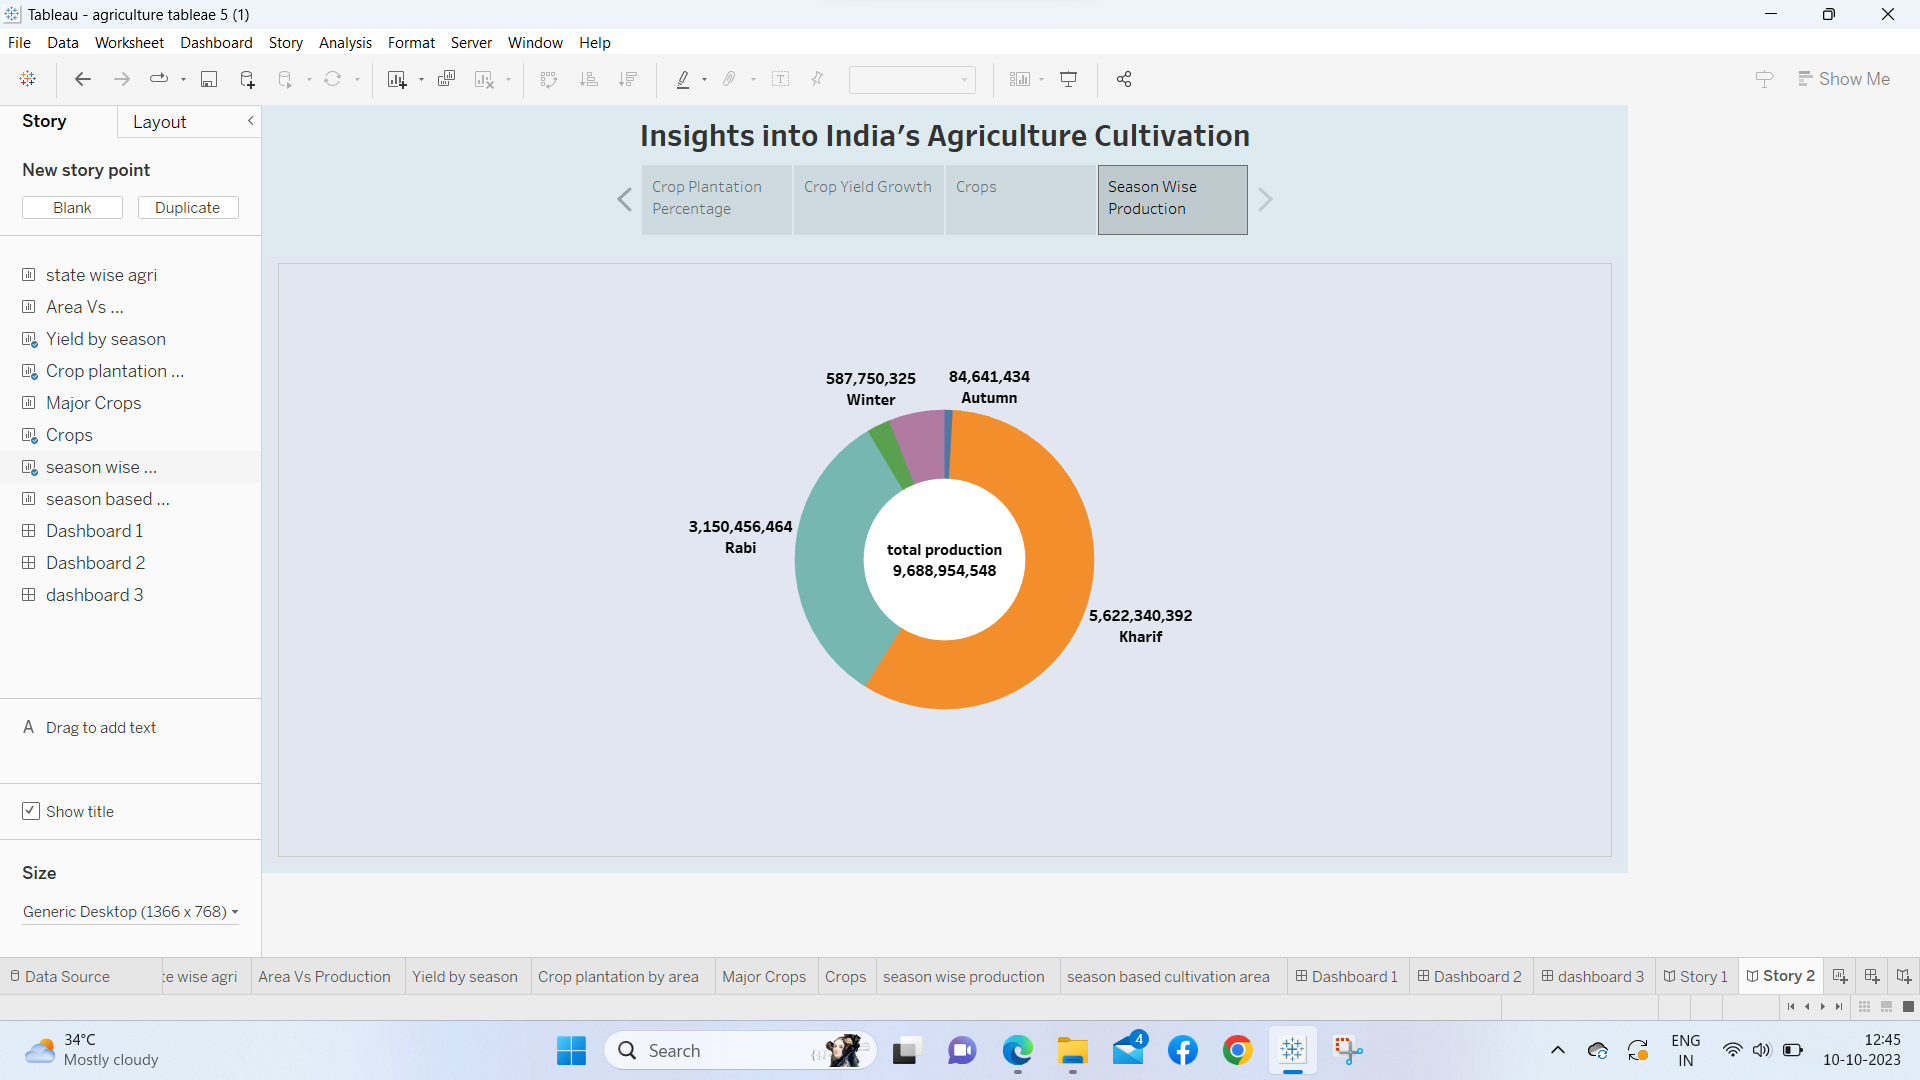 Tableau - agriculture tableae 5 (1)
File Data Worksheet Dashboard Story Analysis Format Server Window Help
Show Me
Story Layout
New story point
Blank Duplicate
state wise agri
Area Vs ...
Yield by season
Crop plantation ...
Major Crops
Crops
season wise ...
season based ...
Dashboard 1
Dashboard 2
dashboard 3
A Drag to add text
Show title
Size
Generic Desktop (1366 x 768)
Insights into India’s Agriculture Cultivation
Crop Plantation
Percentage
Crop Yield Growth
Crops
Season Wise
Production
587,750,325
Winter
84,641,434
Autumn
3,150,456,464
Rabi
total production
9,688,954,548
5,622,340,392
Kharif
Data Source te wise agri Area Vs Production Yield by season Crop plantation by area Major Crops Crops season wise production season based cultivation area Dashboard 1 Dashboard 2 dashboard 3 Story 1 Story 2
34°C
Mostly cloudy
Search
4
ENG
IN
12:45
10-10-2023